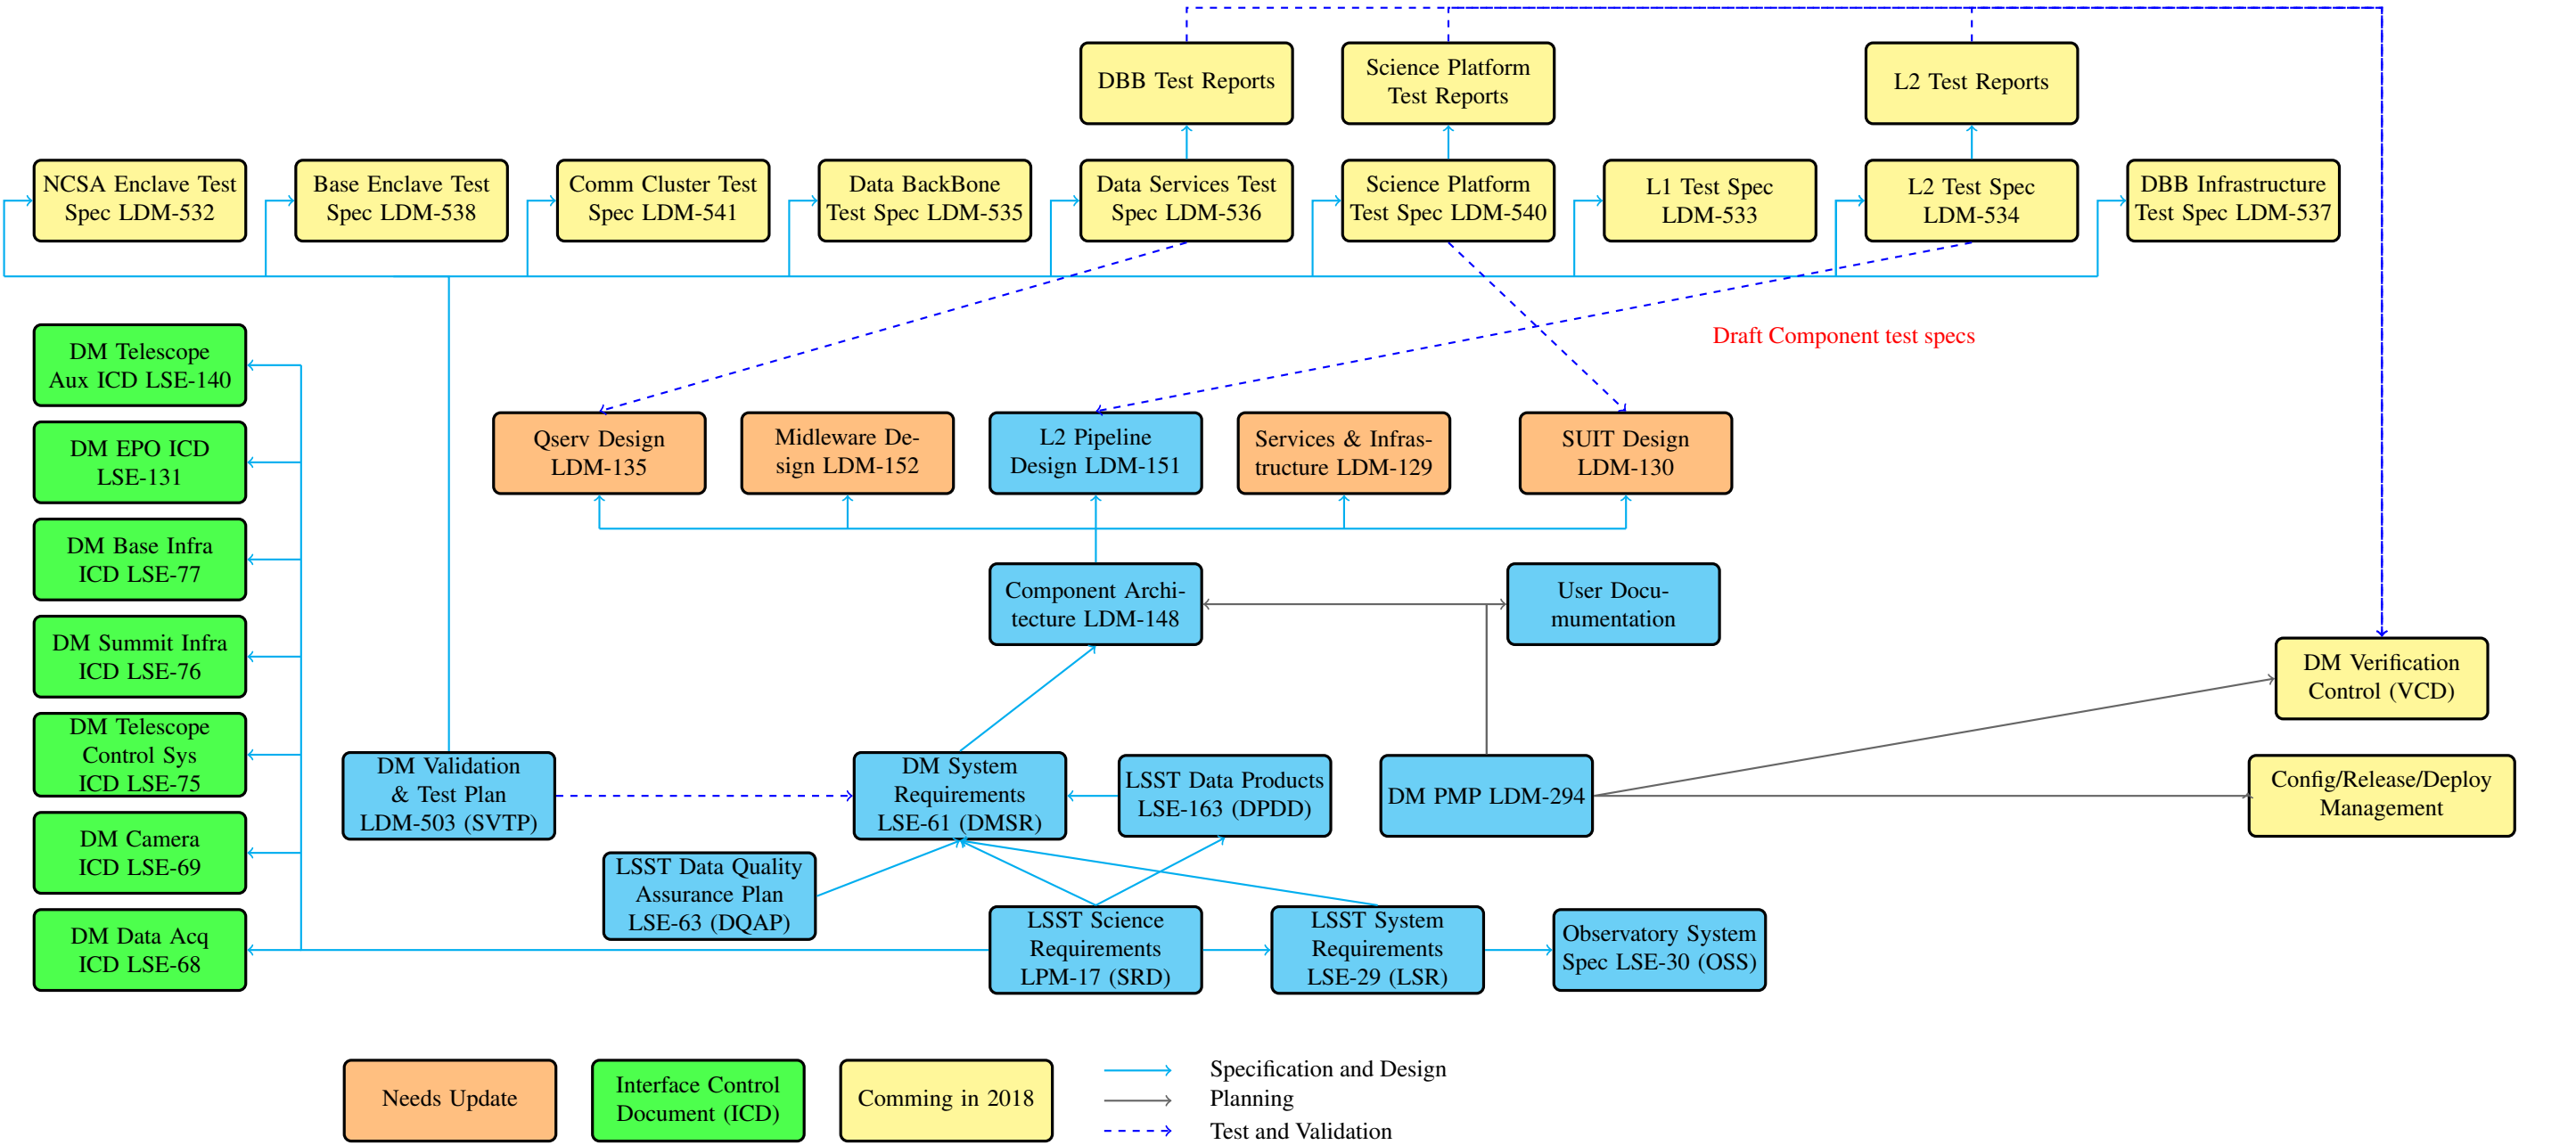 DBB Test Reports
Science Platform
Test Reports
L2 Test Reports
NCSA Enclave Test
Spec LDM-532
Base Enclave Test
Spec LDM-538
Comm Cluster Test
Spec LDM-541
Data BackBone
Test Spec LDM-535
Data Services Test
Spec LDM-536
Science Platform
Test Spec LDM-540
L1 Test Spec
LDM-533
L2 Test Spec
LDM-534
DBB Infrastructure
Test Spec LDM-537
Draft Component test specs
DM Telescope
Aux ICD LSE-140
DM EPO ICD
LSE-131
DM Base Infra
ICD LSE-77
DM Summit Infra
ICD LSE-76
DM Telescope
Control Sys
ICD LSE-75
DM Camera
ICD LSE-69
DM Data Acq
ICD LSE-68
Qserv Design
LDM-135
Midleware De-
sign LDM-152
L2 Pipeline
Design LDM-151
Services & Infras-
tructure LDM-129
SUIT Design
LDM-130
Component Archi-
tecture LDM-148
User Docu-
mumentation
DM Verification
Control (VCD)
DM Validation
& Test Plan
LDM-503 (SVTP)
DM System
Requirements
LSE-61 (DMSR)
LSST Data Products
LSE-163 (DPDD)
DM PMP LDM-294
Config/Release/Deploy
Management
LSST Data Quality
Assurance Plan
LSE-63 (DQAP)
LSST Science
Requirements
LPM-17 (SRD)
LSST System
Requirements
LSE-29 (LSR)
Observatory System
Spec LSE-30 (OSS)
Needs Update
Interface Control
Document (ICD)
Comming in 2018
Specification and Design
Planning
Test and Validation